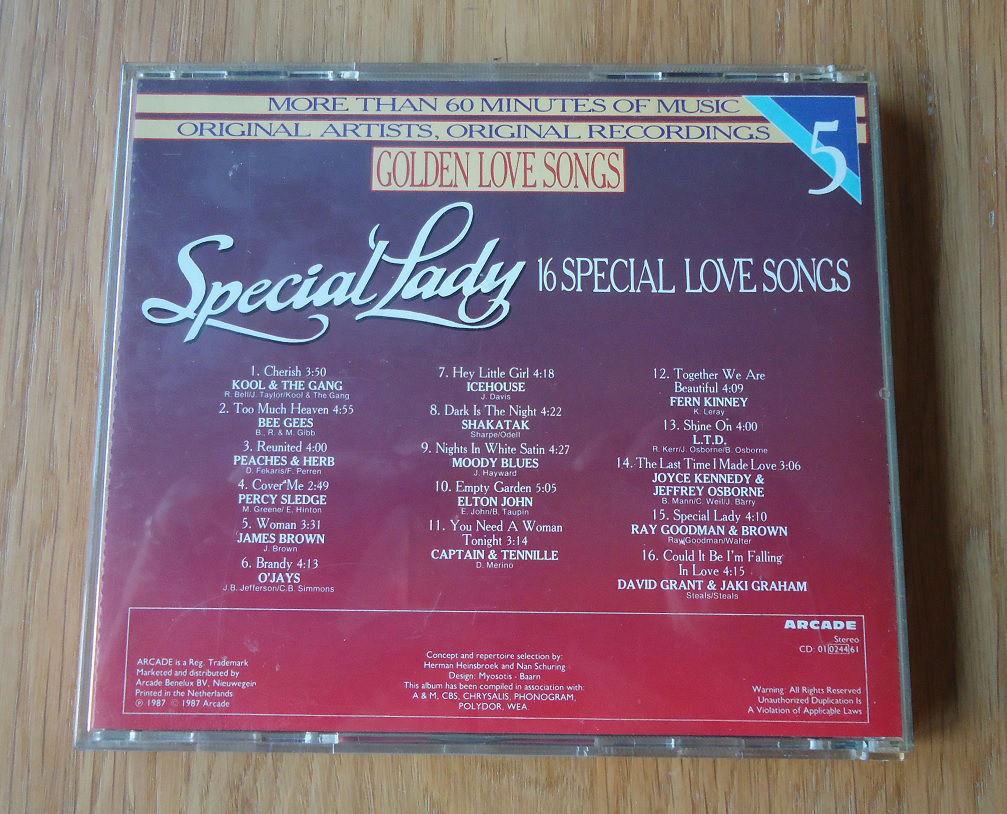 MORE THAN 60 MINUTES OF MUSIC
ORIGINAL ARTISTS, ORIGINAL RECORDINGS
5
GOLDEN LOVE SONGS
Special Lady
16 SPECIAL LOVE SONGS
1. Cherish 3:50
KOOL & THE GANG
R. Bell/J. Taylor/Kool & The Gang
2. Too Much Heaven 4:55
BEE GEES
B., R. & M. Gibb
3. Reunited 4:00
PEACHES & HERB
D. Fekaris/F. Perren
4. Cover Me 2:49
PERCY SLEDGE
M. Greene/ E. Hinton
5. Woman 3:31
JAMES BROWN
J. Brown
6. Brandy 4:13
O'JAYS
J.B. Jefferson/C.B. Simmons
7. Hey Little Girl 4:18
ICEHOUSE
J. Davis
8. Dark Is The Night 4:22
SHAKATAK
Sharpe/Odell
9. Nights In White Satin 4:27
MOODY BLUES
J. Hayward
10. Empty Garden 5:05
ELTON JOHN
E. John/B. Taupin
11. You Need A Woman
Tonight 3:14
CAPTAIN & TENNILLE
D. Merino
12. Together We Are
Beautiful 4:09
FERN KINNEY
K. Leray
13. Shine On 4:00
L.T.D.
R. Kerr/J. Osborne/B. Osborne
14. The Last Time I Made Love 3:06
JOYCE KENNEDY &
JEFFREY OSBORNE
B. Mann/C. Weil/J. Barry
15. Special Lady 4:10
RAY GOODMAN & BROWN
Ray/Goodman/Walter
16. Could It Be I'm Falling
In Love 4:15
DAVID GRANT & JAKI GRAHAM
Steals/Steals
ARCADE is a Reg. Trademark
Marketed and distributed by
Arcade Benelux BV, Nieuwegein
Printed in the Netherlands
℗ 1987 © 1987 Arcade
Concept and repertoire selection by:
Herman Heinsbroek and Nan Schuring
Design: Myosotis - Baarn
This album has been compiled in association with:
A & M, CBS, CHRYSALIS, PHONOGRAM,
POLYDOR, WEA.
ARCADE
Stereo
CD: 01 0244 61
Warning: All Rights Reserved
Unauthorized Duplication Is
A Violation of Applicable Laws